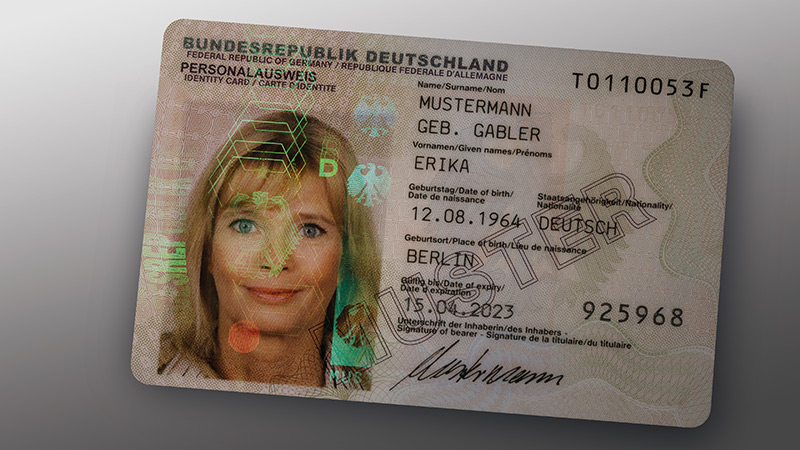 BUNDESREPUBLIK DEUTSCHLAND
FEDERAL REPUBLIC OF GERMANY / REPUBLIQUE FEDERALE D'ALLEMAGNE
PERSONALAUSWEIS
IDENTITY CARD / CARTE D'IDENTITE
T0110053F
Name/Surname/Nom
MUSTERMANN
GEB. GABLER
Vornamen/Given names/Prénoms
ERIKA
Geburtstag/Date of birth/
Date de naissance
12.08.1964
Staatsangehörigkeit/Nationality/
Nationalité
DEUTSCH
Geburtsort/Place of birth/Lieu de naissance
BERLIN
Gültig bis/Date of expiry/
Date d'expiration
15.04.2023
925968
Unterschrift der Inhaberin/des Inhabers -
Signature of bearer - Signature de la titulaire/du titulaire
Mustermann
MUSTER
D